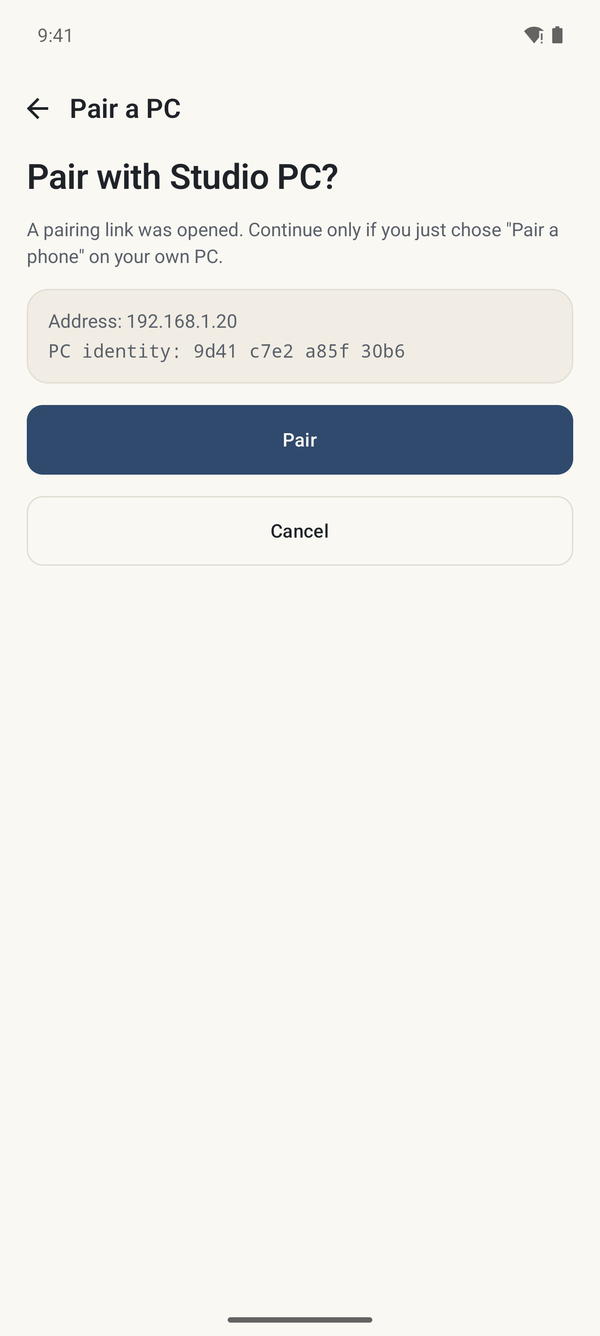 9:41
Pair a PC
Pair with Studio PC?
A pairing link was opened. Continue only if you just chose "Pair a
phone" on your own PC.
Address: 192.168.1.20
PC identity: 9d41 c7e2 a85f 30b6
Pair
Cancel